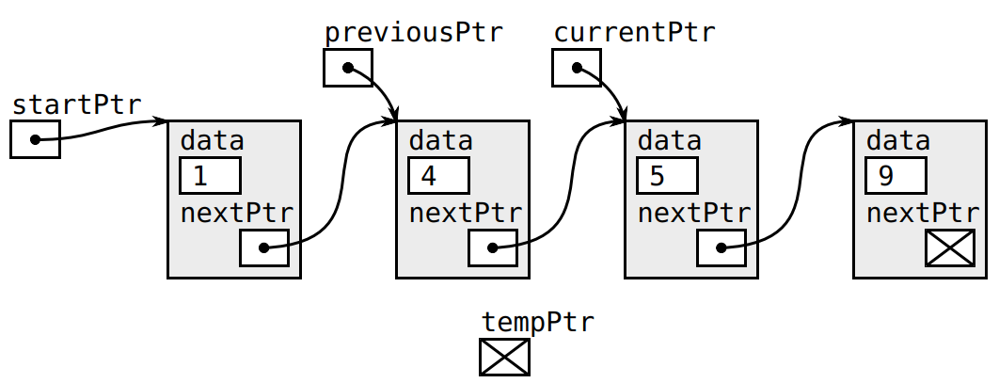 previousPtr currentPtr
startPtr
data data data data
1 4 5 9
nextPtr nextPtr nextPtr nextPtr
tempPtr